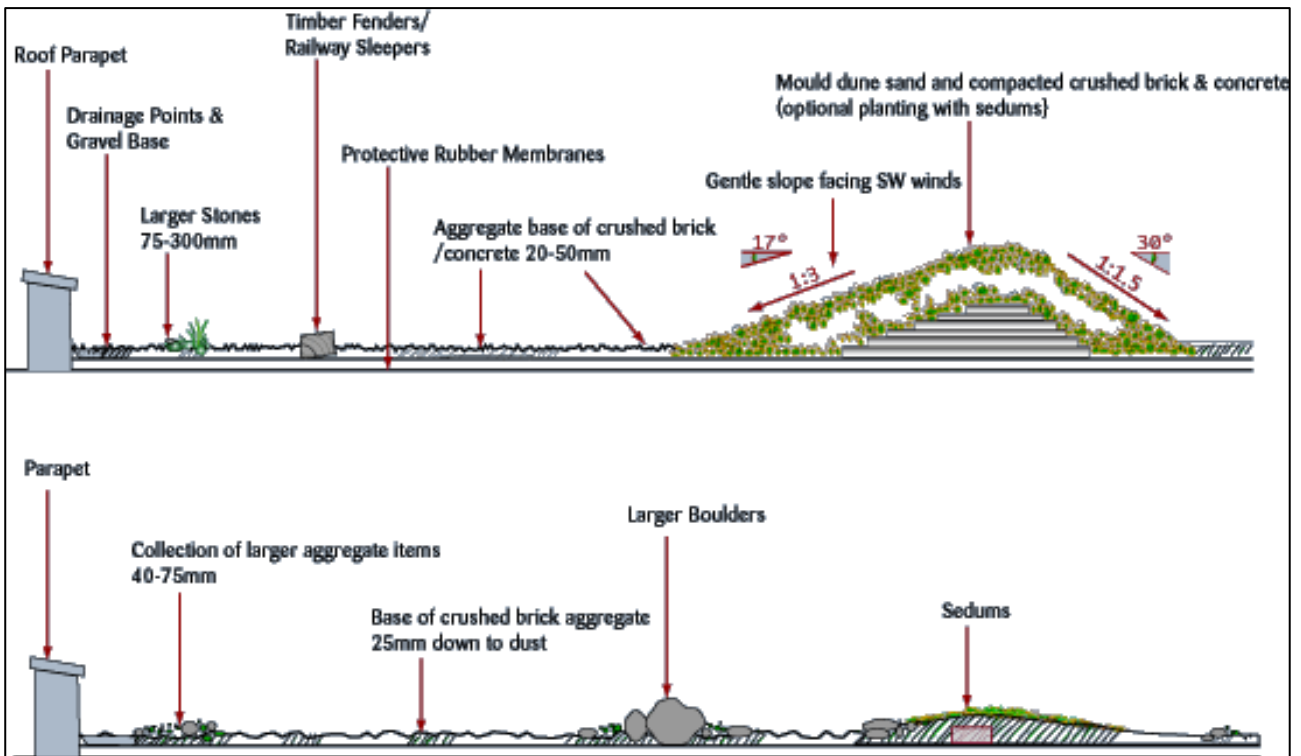 Timber Fenders/
Railway Sleepers
Roof Parapet
Mould dune sand and compacted crushed brick & concrete
(optional planting with sedums}
Drainage Points &
Gravel Base
Protective Rubber Membranes
Gentle slope facing SW winds
Larger Stones
75-300mm
Aggregate base of crushed brick
/concrete 20-50mm
17°
30°
1:3
1:1.5
Parapet
Larger Boulders
Collection of larger aggregate items
40-75mm
Base of crushed brick aggregate
25mm down to dust
Sedums